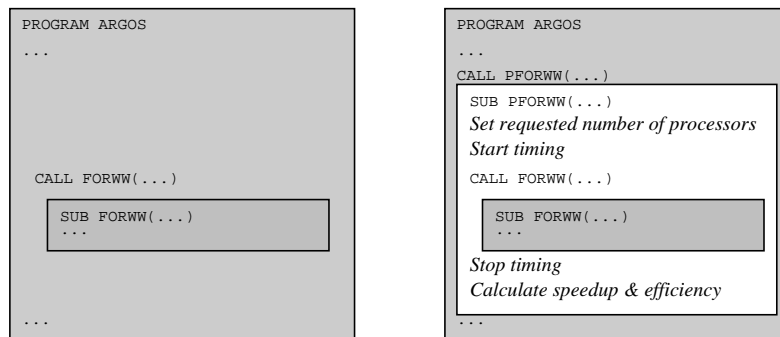 PROGRAM ARGOS
...
CALL FORWW(...)
SUB FORWW(...)
...
...
PROGRAM ARGOS
...
CALL PFORWW(...)
SUB PFORWW(...)
Set requested number of processors
Start timing
CALL FORWW(...)
SUB FORWW(...)
...
Stop timing
Calculate speedup & efficiency
...